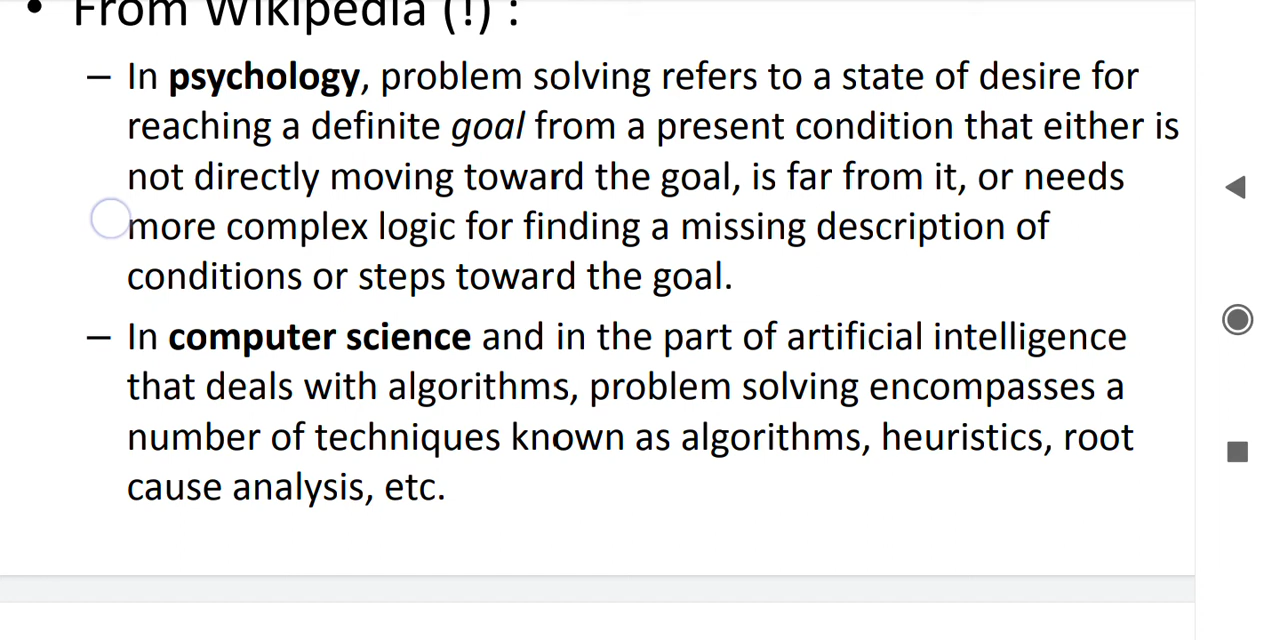 • From Wikipedia (!) :
– In psychology, problem solving refers to a state of desire for
reaching a definite goal from a present condition that either is
not directly moving toward the goal, is far from it, or needs
more complex logic for finding a missing description of
conditions or steps toward the goal.
– In computer science and in the part of artificial intelligence
that deals with algorithms, problem solving encompasses a
number of techniques known as algorithms, heuristics, root
cause analysis, etc.